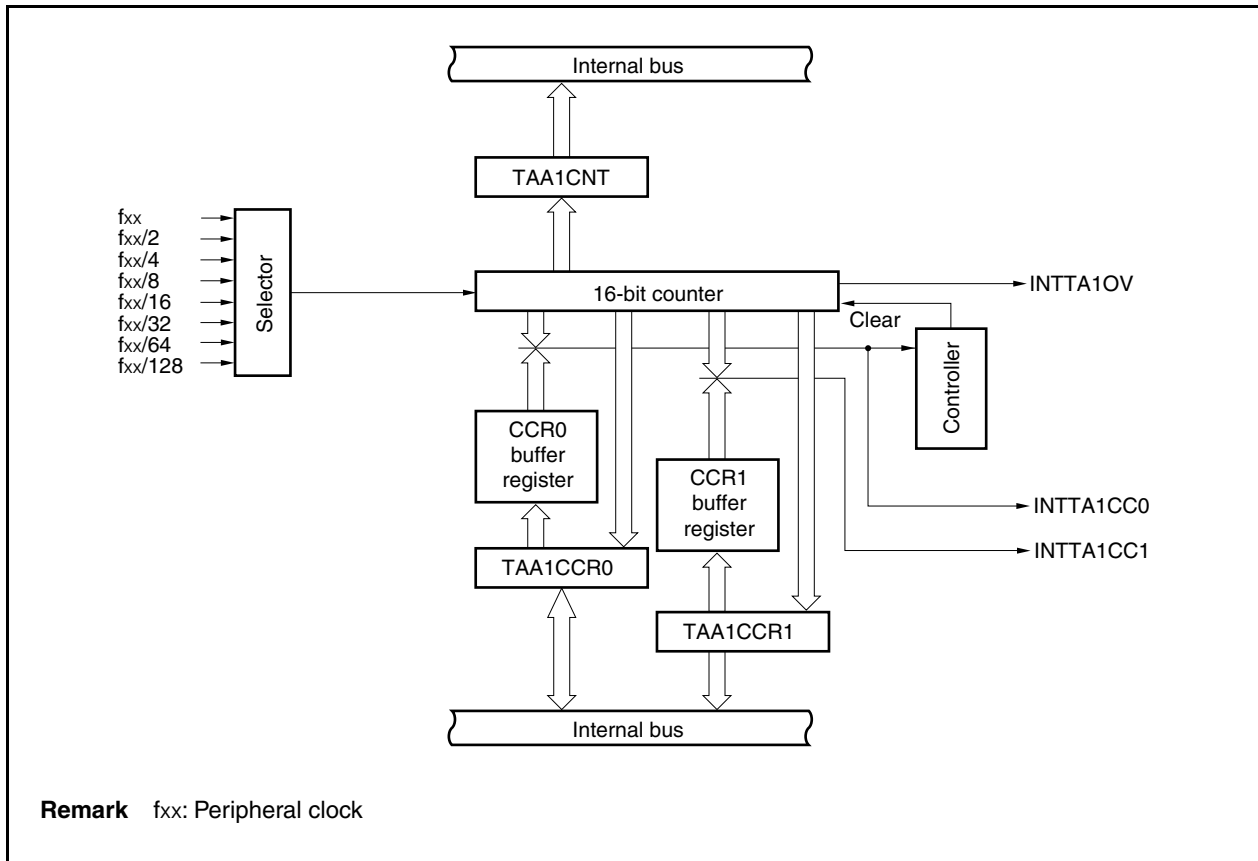 Internal bus
TAA1CNT
fxx
fxx/2
fxx/4
fxx/8
fxx/16
fxx/32
fxx/64
fxx/128
Selector
16-bit counter
INTTA1OV
Clear
Controller
CCR0
buffer
register
CCR1
buffer
register
INTTA1CC0
INTTA1CC1
TAA1CCR0
TAA1CCR1
Internal bus
Remark fxx: Peripheral clock